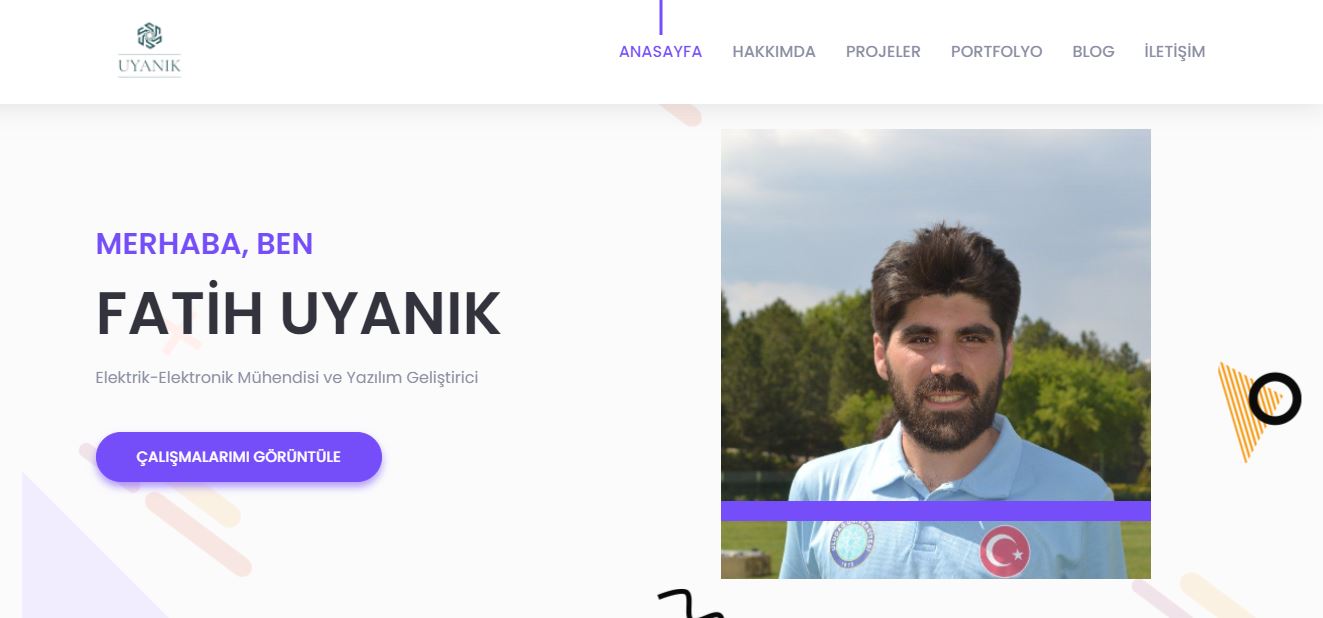 UYANIK
ANASAYFA HAKKIMDA PROJELER PORTFOLYO BLOG İLETİŞİM
MERHABA, BEN
FATİH UYANIK
Elektrik-Elektronik Mühendisi ve Yazılım Geliştirici
ÇALIŞMALARIMI GÖRÜNTÜLE